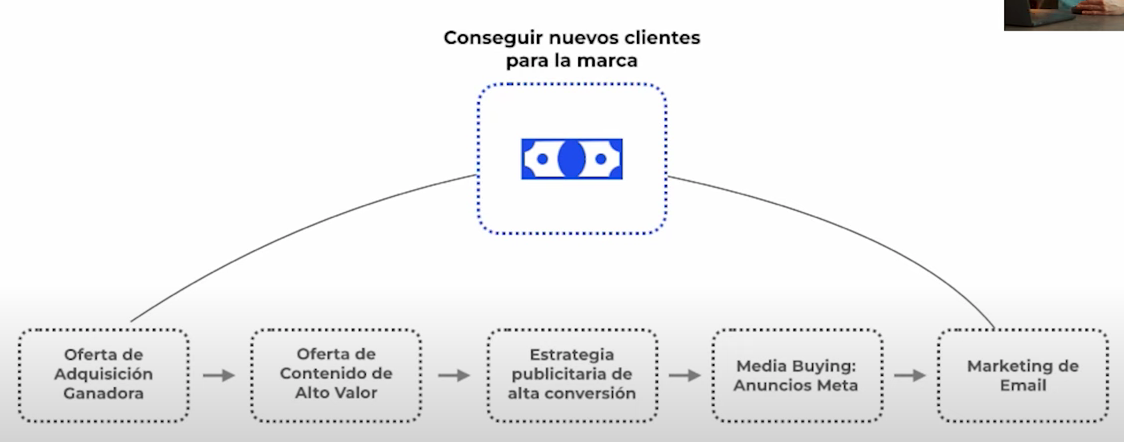 Conseguir nuevos clientes
para la marca
Oferta de
Adquisición
Ganadora
Oferta de
Contenido de
Alto Valor
Estrategia
publicitaria de
alta conversión
Media Buying:
Anuncios Meta
Marketing de
Email